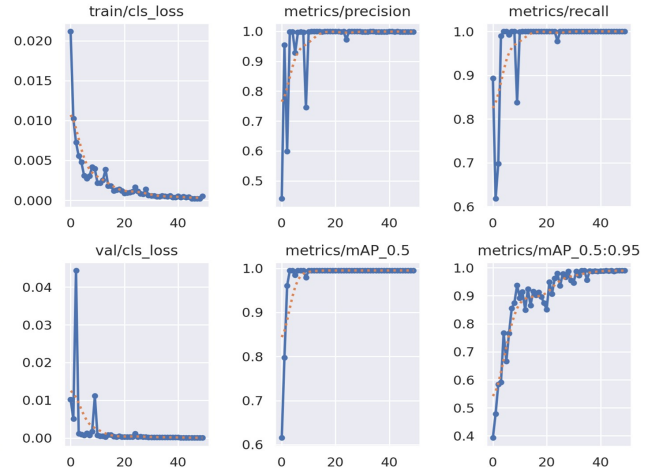 train/cls_loss
metrics/precision
metrics/recall
0.020
0.015
0.010
0.005
0.000
0 20 40
1.0
0.9
0.8
0.7
0.6
0.5
0 20 40
1.0
0.9
0.8
0.7
0.6
0 20 40
val/cls_loss
metrics/mAP_0.5
metrics/mAP_0.5:0.95
0.04
0.03
0.02
0.01
0.00
0 20 40
1.0
0.9
0.8
0.7
0.6
0 20 40
1.0
0.9
0.8
0.7
0.6
0.5
0.4
0 20 40